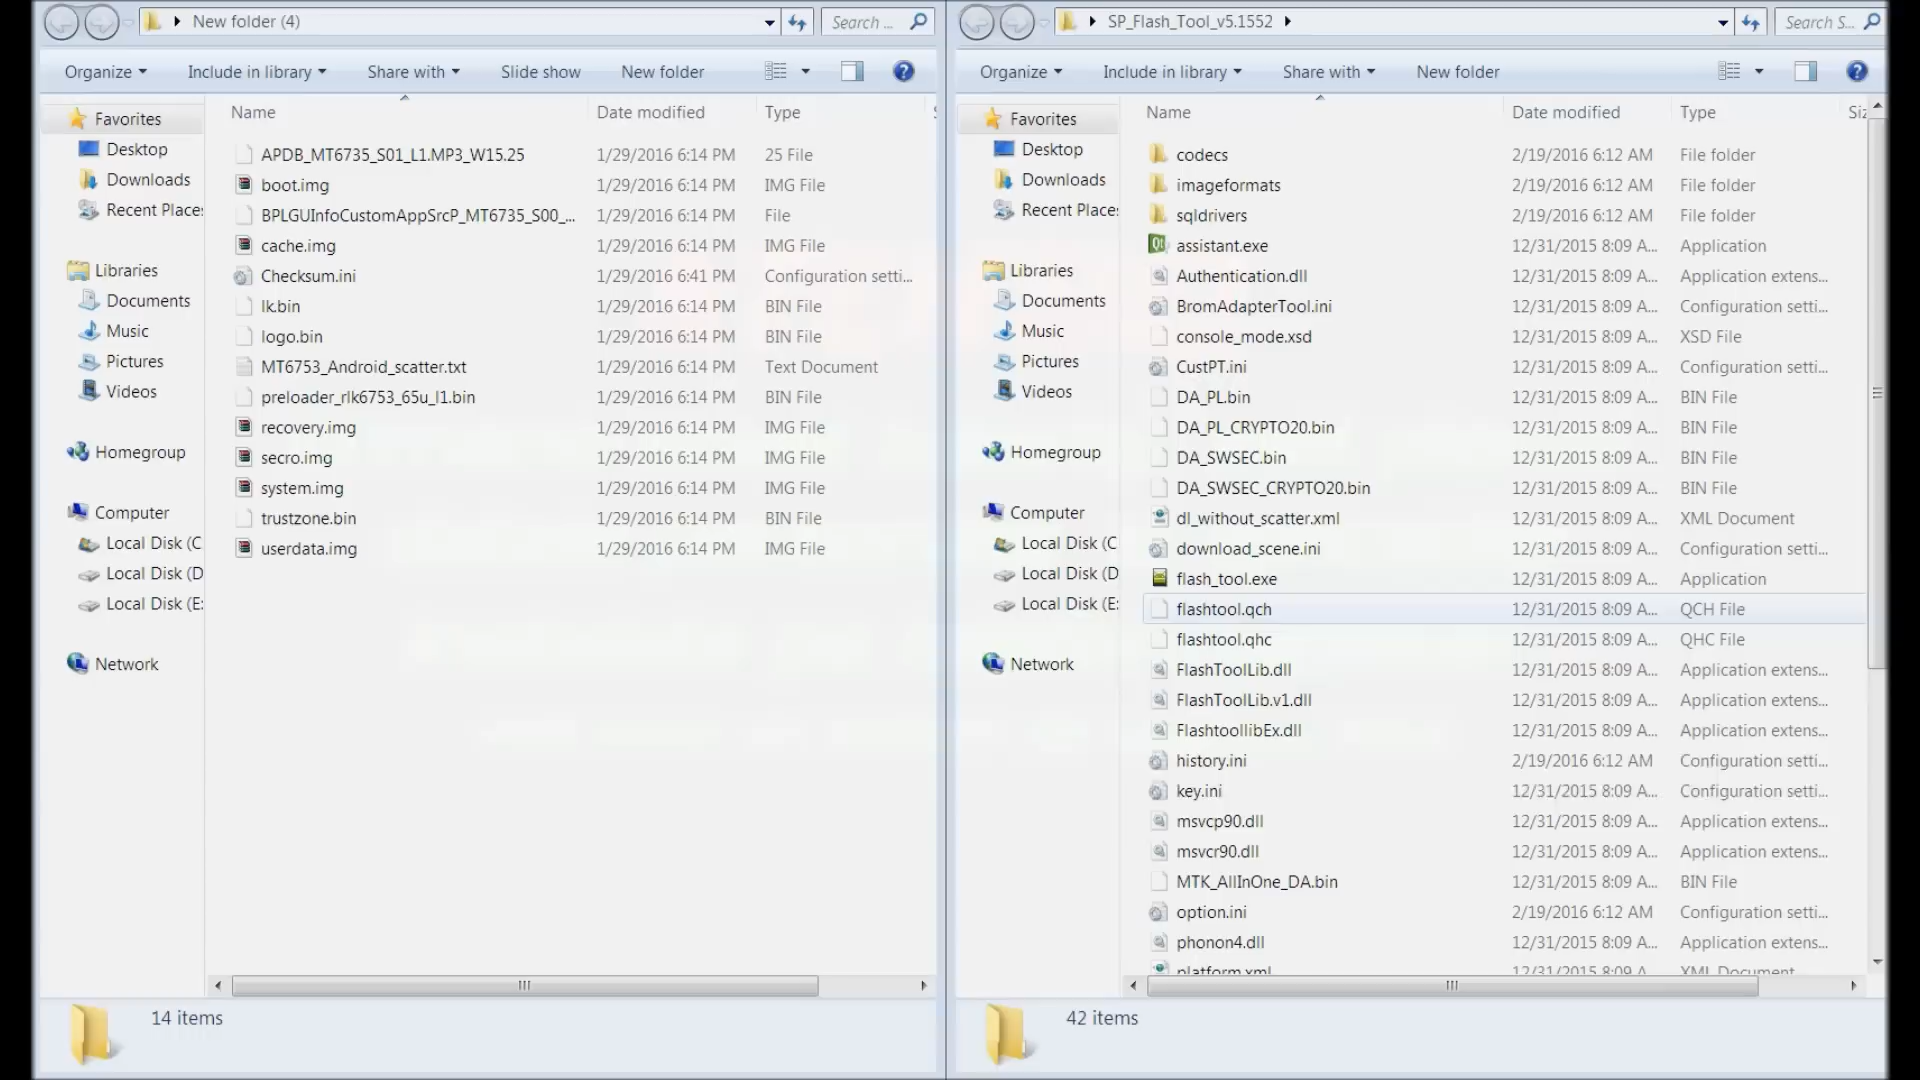 New folder (4)
Search ...
Organize
Include in library
Share with
Slide show
New folder
Favorites
Desktop
Downloads
Recent Places
Libraries
Documents
Music
Pictures
Videos
Homegroup
Computer
Local Disk (C
Local Disk (D
Local Disk (E:
Network
Name Date modified Type
APDB_MT6735_S01_L1.MP3_W15.25 1/29/2016 6:14 PM 25 File
boot.img 1/29/2016 6:14 PM IMG File
BPLGUInfoCustomAppSrcP_MT6735_S00_... 1/29/2016 6:14 PM File
cache.img 1/29/2016 6:14 PM IMG File
Checksum.ini 1/29/2016 6:41 PM Configuration setti...
lk.bin 1/29/2016 6:14 PM BIN File
logo.bin 1/29/2016 6:14 PM BIN File
MT6753_Android_scatter.txt 1/29/2016 6:14 PM Text Document
preloader_rlk6753_65u_l1.bin 1/29/2016 6:14 PM BIN File
recovery.img 1/29/2016 6:14 PM IMG File
secro.img 1/29/2016 6:14 PM IMG File
system.img 1/29/2016 6:14 PM IMG File
trustzone.bin 1/29/2016 6:14 PM BIN File
userdata.img 1/29/2016 6:14 PM IMG File
14 items
SP_Flash_Tool_v5.1552
Search S...
Organize
Include in library
Share with
New folder
Favorites
Desktop
Downloads
Recent Places
Libraries
Documents
Music
Pictures
Videos
Homegroup
Computer
Local Disk (C
Local Disk (D
Local Disk (E:
Network
Name Date modified Type Siz
codecs 2/19/2016 6:12 AM File folder
imageformats 2/19/2016 6:12 AM File folder
sqldrivers 2/19/2016 6:12 AM File folder
assistant.exe 12/31/2015 8:09 A... Application
Authentication.dll 12/31/2015 8:09 A... Application extens...
BromAdapterTool.ini 12/31/2015 8:09 A... Configuration setti...
console_mode.xsd 12/31/2015 8:09 A... XSD File
CustPT.ini 12/31/2015 8:09 A... Configuration setti...
DA_PL.bin 12/31/2015 8:09 A... BIN File
DA_PL_CRYPTO20.bin 12/31/2015 8:09 A... BIN File
DA_SWSEC.bin 12/31/2015 8:09 A... BIN File
DA_SWSEC_CRYPTO20.bin 12/31/2015 8:09 A... BIN File
dl_without_scatter.xml 12/31/2015 8:09 A... XML Document
download_scene.ini 12/31/2015 8:09 A... Configuration setti...
flash_tool.exe 12/31/2015 8:09 A... Application
flashtool.qch 12/31/2015 8:09 A... QCH File
flashtool.qhc 12/31/2015 8:09 A... QHC File
FlashToolLib.dll 12/31/2015 8:09 A... Application extens...
FlashToolLib.v1.dll 12/31/2015 8:09 A... Application extens...
FlashtoollibEx.dll 12/31/2015 8:09 A... Application extens...
history.ini 2/19/2016 6:12 AM Configuration setti...
key.ini 12/31/2015 8:09 A... Configuration setti...
msvcp90.dll 12/31/2015 8:09 A... Application extens...
msvcr90.dll 12/31/2015 8:09 A... Application extens...
MTK_AllInOne_DA.bin 12/31/2015 8:09 A... BIN File
option.ini 2/19/2016 6:12 AM Configuration setti...
phonon4.dll 12/31/2015 8:09 A... Application extens...
platform.xml 12/31/2015 8:09 A... XML Document
42 items